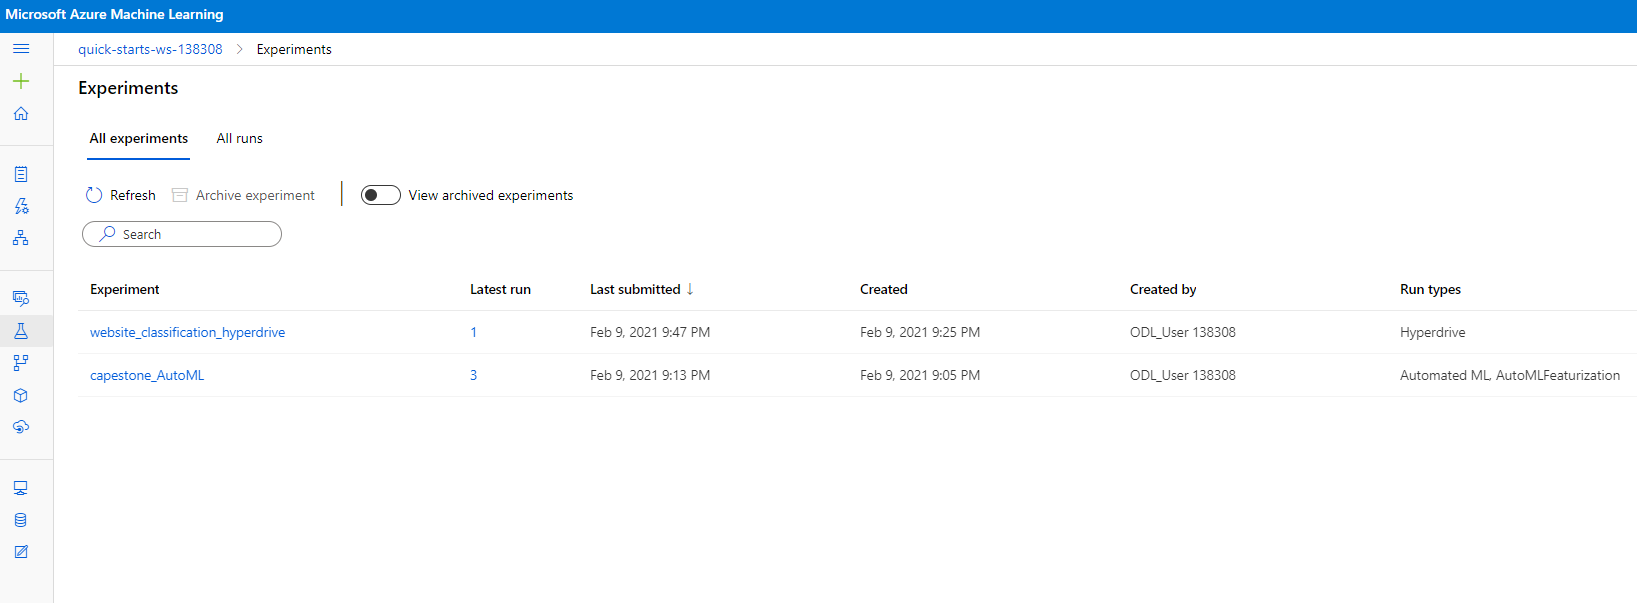 Microsoft Azure Machine Learning
quick-starts-ws-138308 > Experiments
Experiments
All experiments All runs
Refresh Archive experiment View archived experiments
Search
Experiment Latest run Last submitted ↓ Created Created by Run types
website_classification_hyperdrive 1 Feb 9, 2021 9:47 PM Feb 9, 2021 9:25 PM ODL_User 138308 Hyperdrive
capestone_AutoML 3 Feb 9, 2021 9:13 PM Feb 9, 2021 9:05 PM ODL_User 138308 Automated ML, AutoMLFeaturization